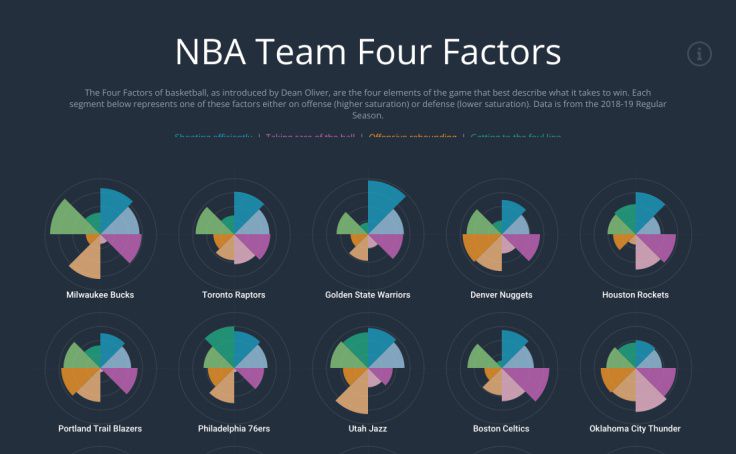 NBA Team Four Factors
The Four Factors of basketball, as introduced by Dean Oliver, are the four elements of the game that best describe what it takes to win. Each
segment below represents one of these factors either on offense (higher saturation) or defense (lower saturation). Data is from the 2018-19 Regular
Season.
Shooting efficiently | Taking care of the ball | Offensive rebounding | Getting to the foul line
Milwaukee Bucks
Toronto Raptors
Golden State Warriors
Denver Nuggets
Houston Rockets
Portland Trail Blazers
Philadelphia 76ers
Utah Jazz
Boston Celtics
Oklahoma City Thunder